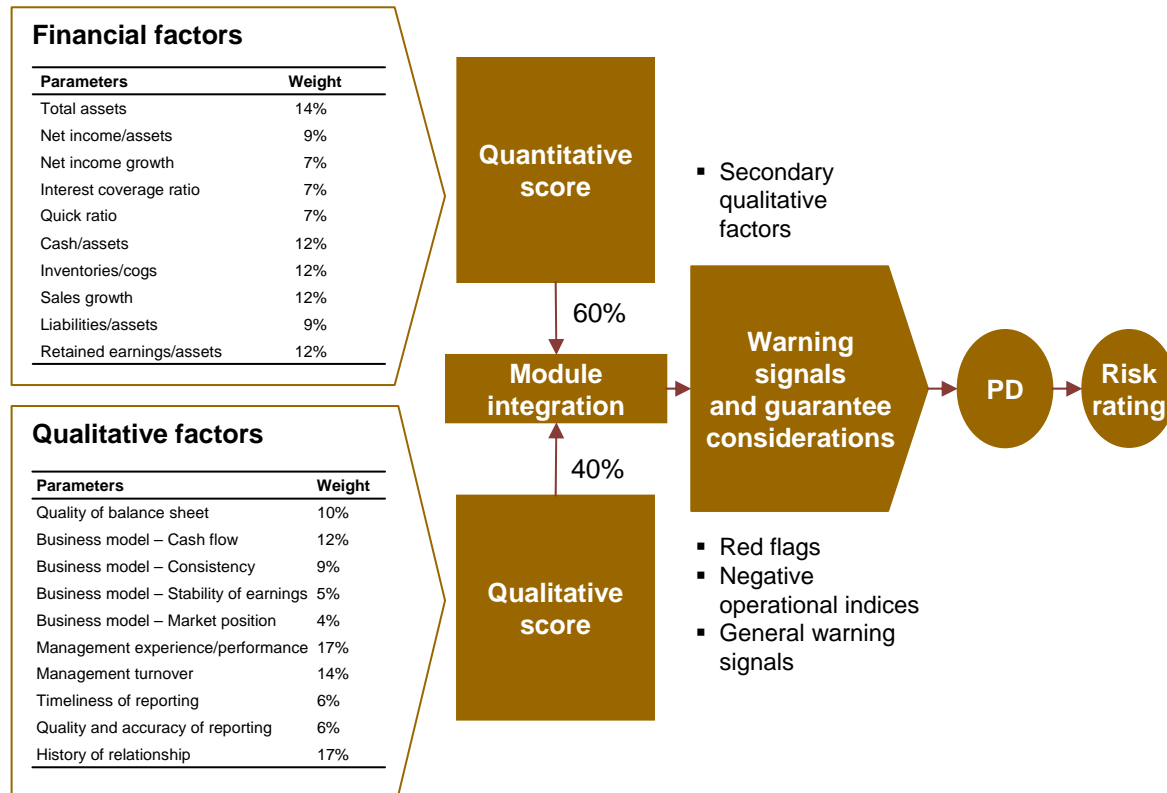 Financial factors
Parameters Weight
Total assets 14%
Net income/assets 9%
Net income growth 7%
Interest coverage ratio 7%
Quick ratio 7%
Cash/assets 12%
Inventories/cogs 12%
Sales growth 12%
Liabilities/assets 9%
Retained earnings/assets 12%
Qualitative factors
Parameters Weight
Quality of balance sheet 10%
Business model – Cash flow 12%
Business model – Consistency 9%
Business model – Stability of earnings 5%
Business model – Market position 4%
Management experience/performance 17%
Management turnover 14%
Timeliness of reporting 6%
Quality and accuracy of reporting 6%
History of relationship 17%
Quantitative
score
60%
Module
integration
40%
Qualitative
score
▪ Secondary
qualitative
factors
Warning
signals
and guarantee
considerations
▪ Red flags
▪ Negative
operational indices
▪ General warning
signals
PD
Risk
rating